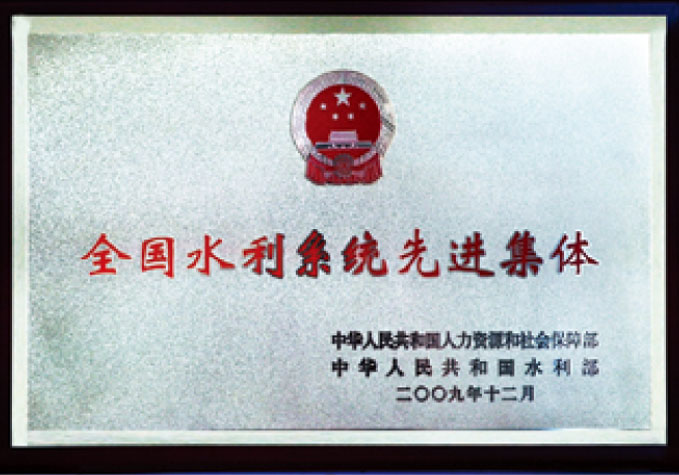 全国水利系统先进集体
中华人民共和国人力资源和社会保障部
中华人民共和国水利部
二〇〇九年十二月